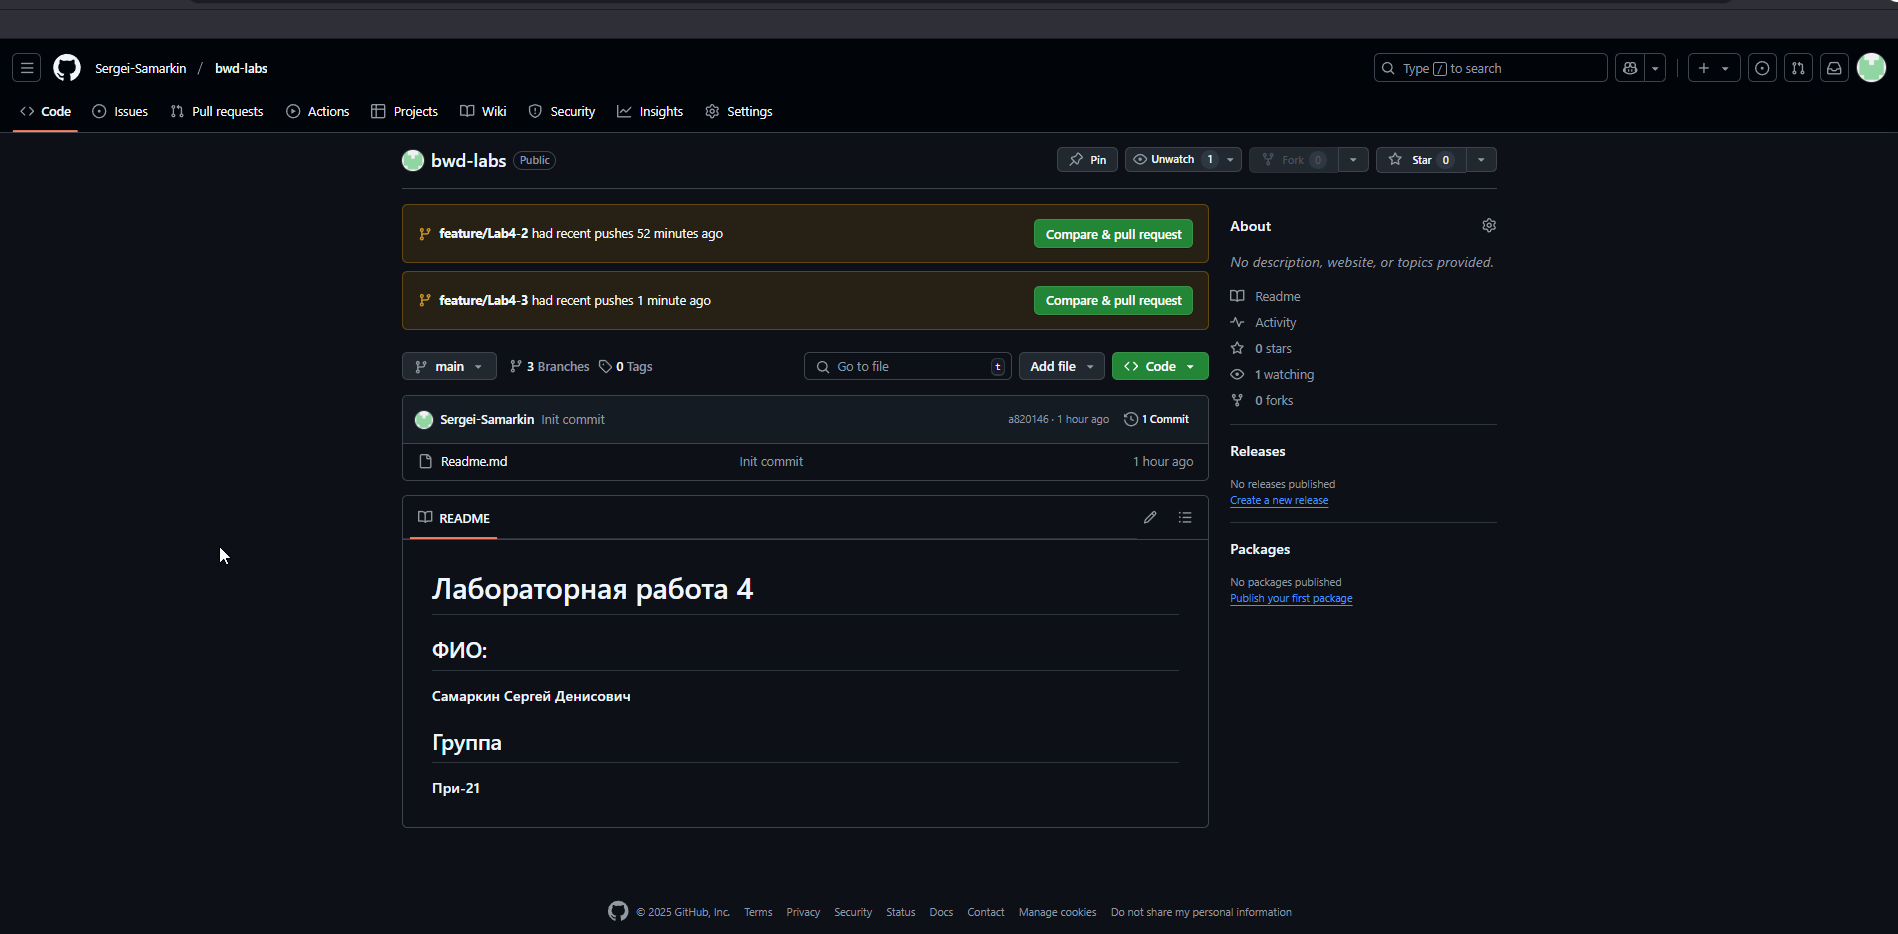 Sergei-Samarkin / bwd-labs
Type / to search
Code Issues Pull requests Actions Projects Wiki Security Insights Settings
bwd-labs Public
Pin Unwatch 1 Fork 0 Star 0
feature/Lab4-2 had recent pushes 52 minutes ago
Compare & pull request
feature/Lab4-3 had recent pushes 1 minute ago
Compare & pull request
main 3 Branches 0 Tags Go to file t Add file Code
Sergei-Samarkin Init commit a820146 · 1 hour ago 1 Commit
Readme.md Init commit 1 hour ago
README
Лабораторная работа 4
ФИО:
Самаркин Сергей Денисович
Группа
При-21
About
No description, website, or topics provided.
Readme
Activity
0 stars
1 watching
0 forks
Releases
No releases published
Create a new release
Packages
No packages published
Publish your first package
© 2025 GitHub, Inc. Terms Privacy Security Status Docs Contact Manage cookies Do not share my personal information